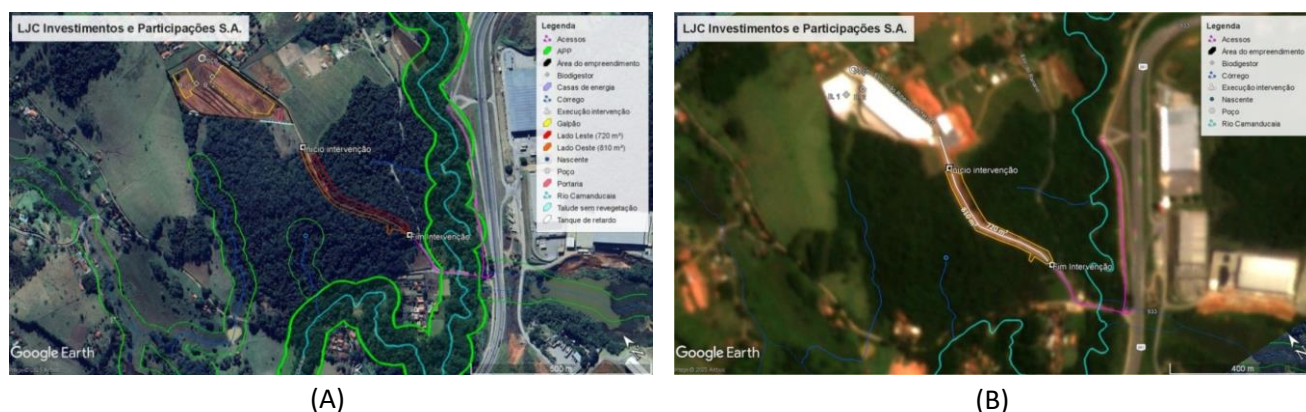 LJC Investimentos e Participações S.A.
Legenda
Acessos
APP
Área do empreendimento
Biodigestor
Casas de energia
Córrego
Execução intervenção
Galpão
Lado Leste (720 m²)
Lado Oeste (810 m²)
Nascente
Poço
Portaria
Rio Camanducaia
Talude sem revegetação
Tanque de retardo
Início intervenção
Fim Intervenção
Google Earth
500 m
N
(A)
LJC Investimentos e Participações S.A.
Legenda
Acessos
Área do empreendimento
Biodigestor
Córrego
Execução intervenção
Nascente
Poço
Rio Camanducaia
Início intervenção
810 m²
720 m²
Fim Intervenção
Google Earth
400 m
N
(B)